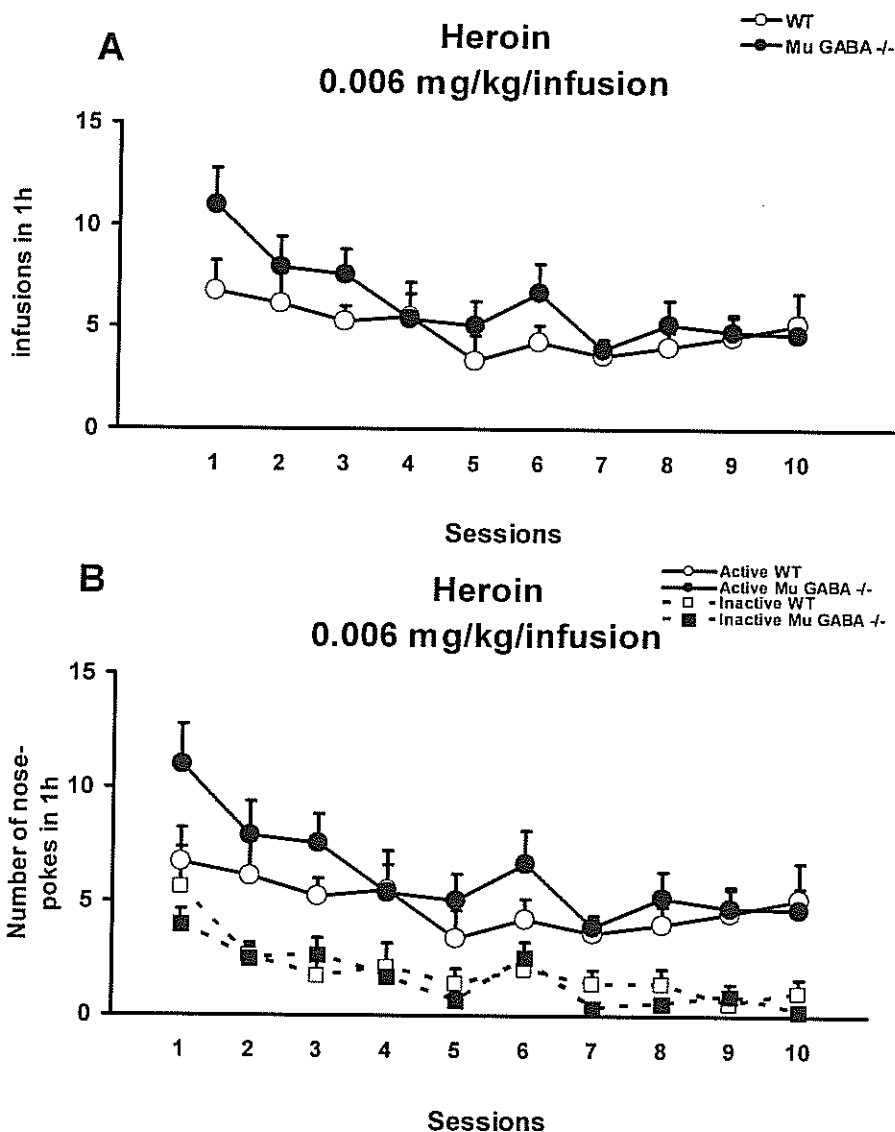 A
Heroin
0.006 mg/kg/infusion
WT
Mu GABA -/-
infusions in 1h
15
10
5
0
1 2 3 4 5 6 7 8 9 10
Sessions
B
Heroin
0.006 mg/kg/infusion
Active WT
Active Mu GABA -/-
Inactive WT
Inactive Mu GABA -/-
Number of nose-
pokes in 1h
15
10
5
0
1 2 3 4 5 6 7 8 9 10
Sessions